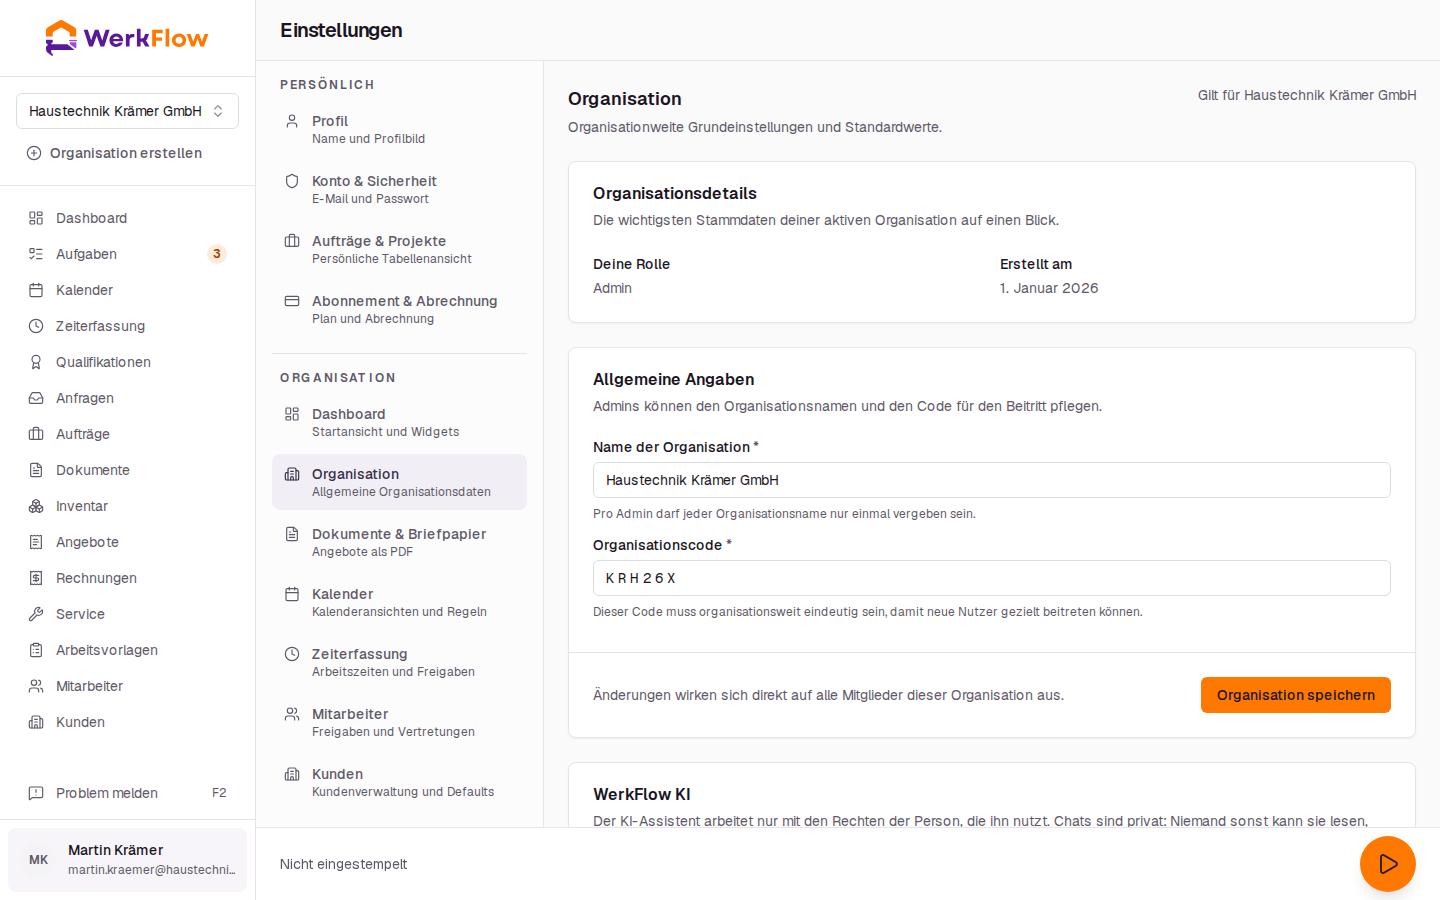 WerkFlow
Haustechnik Krämer GmbH
Organisation erstellen
Dashboard
Aufgaben 3
Kalender
Zeiterfassung
Qualifikationen
Anfragen
Aufträge
Dokumente
Inventar
Angebote
Rechnungen
Service
Arbeitsvorlagen
Mitarbeiter
Kunden
Problem melden F2
MK
Martin Krämer
martin.kraemer@haustechni...
Einstellungen
PERSÖNLICH
Profil
Name und Profilbild
Konto & Sicherheit
E-Mail und Passwort
Aufträge & Projekte
Persönliche Tabellenansicht
Abonnement & Abrechnung
Plan und Abrechnung
ORGANISATION
Dashboard
Startansicht und Widgets
Organisation
Allgemeine Organisationsdaten
Dokumente & Briefpapier
Angebote als PDF
Kalender
Kalenderansichten und Regeln
Zeiterfassung
Arbeitszeiten und Freigaben
Mitarbeiter
Freigaben und Vertretungen
Kunden
Kundenverwaltung und Defaults
Organisation
Gilt für Haustechnik Krämer GmbH
Organisationweite Grundeinstellungen und Standardwerte.
Organisationsdetails
Die wichtigsten Stammdaten deiner aktiven Organisation auf einen Blick.
Deine Rolle
Admin
Erstellt am
1. Januar 2026
Allgemeine Angaben
Admins können den Organisationsnamen und den Code für den Beitritt pflegen.
Name der Organisation *
Haustechnik Krämer GmbH
Pro Admin darf jeder Organisationsname nur einmal vergeben sein.
Organisationscode *
KRH26X
Dieser Code muss organisationsweit eindeutig sein, damit neue Nutzer gezielt beitreten können.
Änderungen wirken sich direkt auf alle Mitglieder dieser Organisation aus.
Organisation speichern
WerkFlow KI
Der KI-Assistent arbeitet nur mit den Rechten der Person, die ihn nutzt. Chats sind privat: Niemand sonst kann sie lesen,
Nicht eingestempelt